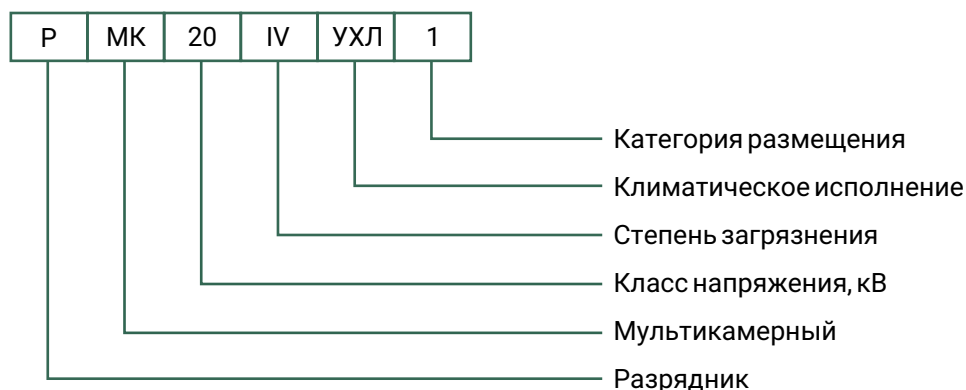 Р МК 20 IV УХЛ 1
Категория размещения
Климатическое исполнение
Степень загрязнения
Класс напряжения, кВ
Мультикамерный
Разрядник